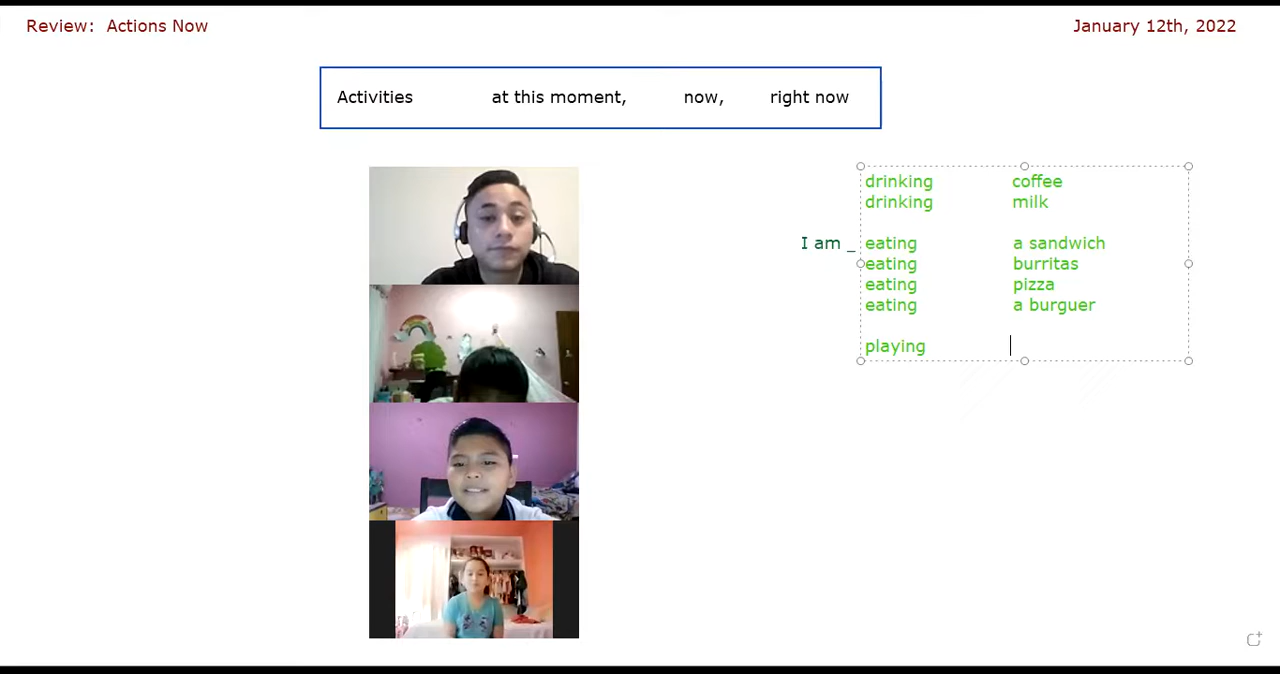 Review: Actions Now January 12th, 2022
Activities at this moment, now, right now
drinking coffee
drinking milk
I am _ eating a sandwich
eating burritas
eating pizza
eating a burguer
playing